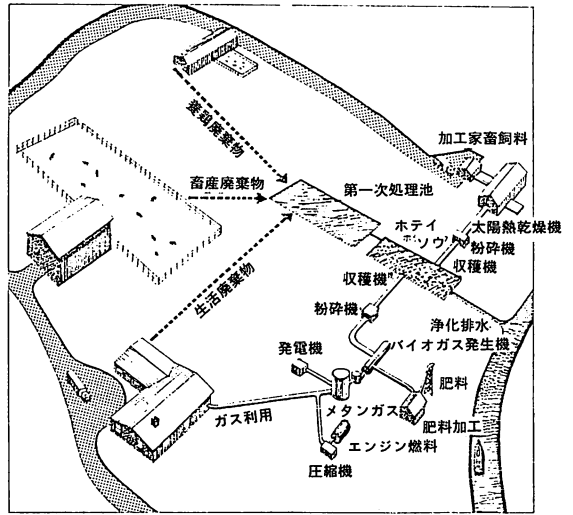 養鶏廃棄物
加工家畜飼料
畜産廃棄物
第一次処理池
ホテイ
ソウ
太陽熱乾燥機
粉砕機
収穫機
収穫機
生活廃棄物
粉砕機
浄化排水
バイオガス発生機
発電機
肥料
メタンガス
ガス利用
肥料加工
エンジン燃料
圧縮機